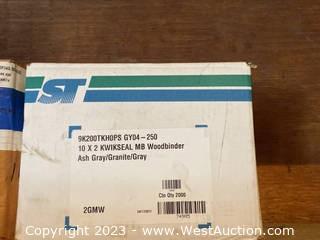 ST
9K200TKH0PS GY04-250
10 X 2 KWIKSEAL MB Woodbinder
Ash Gray/Granite/Gray
2GMW
Ctn Qty 2000
Copyright 2023 - WestAuction.com